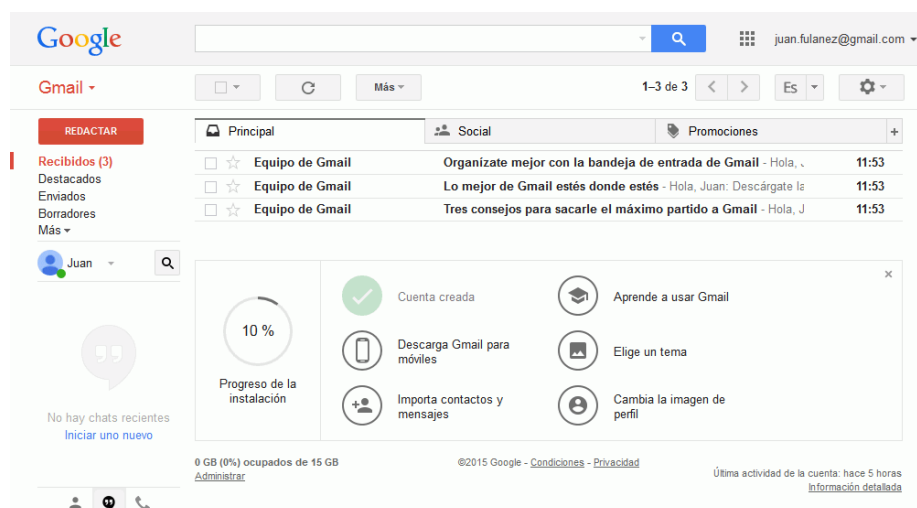 Google
juan.fulanez@gmail.com
Gmail
Más
1–3 de 3
Es
REDACTAR
Principal
Social
Promociones
+
Recibidos (3)
Destacados
Enviados
Borradores
Más
Equipo de Gmail Organízate mejor con la bandeja de entrada de Gmail - Hola, 11:53
Equipo de Gmail Lo mejor de Gmail estés donde estés - Hola, Juan: Descárgate la 11:53
Equipo de Gmail Tres consejos para sacarle el máximo partido a Gmail - Hola, J 11:53
Juan
No hay chats recientes
Iniciar uno nuevo
10 %
Progreso de la
instalación
Cuenta creada
Aprende a usar Gmail
Descarga Gmail para
móviles
Elige un tema
Importa contactos y
mensajes
Cambia la imagen de
perfil
0 GB (0%) ocupados de 15 GB
Administrar
©2015 Google - Condiciones - Privacidad
Última actividad de la cuenta: hace 5 horas
Información detallada